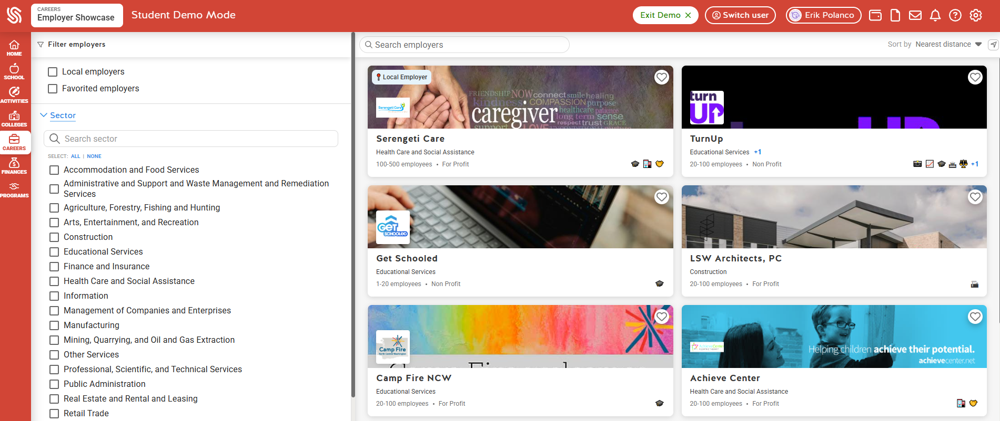 CAREERS
Employer Showcase
Student Demo Mode
Exit Demo
Switch user
Erik Polanco
HOME
SCHOOL
ACTIVITIES
COLLEGES
CAREERS
FINANCES
PROGRAMS
Filter employers
Local employers
Favorited employers
Sector
Search sector
SELECT: ALL | NONE
Accommodation and Food Services
Administrative and Support and Waste Management and Remediation
Services
Agriculture, Forestry, Fishing and Hunting
Arts, Entertainment, and Recreation
Construction
Educational Services
Finance and Insurance
Health Care and Social Assistance
Information
Management of Companies and Enterprises
Manufacturing
Mining, Quarrying, and Oil and Gas Extraction
Other Services
Professional, Scientific, and Technical Services
Public Administration
Real Estate and Rental and Leasing
Retail Trade
Search employers
Sort by Nearest distance
Local Employer
Serengeti Care
FRIENDSHIP NOW connect smile healing
kindness COMPASSION purpose
caregiver healthcare patience
long term sense
respect trust GRACE
support LOVE UNCONDITIONAL nurture
Serengeti Care
Health Care and Social Assistance
100-500 employees • For Profit
turn
UP
TurnUp
Educational Services +1
20-100 employees • Non Profit
+1
GET
SCHOOLED
Get Schooled
Educational Services
1-20 employees • Non Profit
LSW Architects, PC
Construction
20-100 employees • For Profit
Camp Fire
North Central Washington
Camp Fire NCW
Educational Services
20-100 employees • For Profit
AchieveCenter
Helping children achieve their potential.
achievecenter.net
Achieve Center
Health Care and Social Assistance
20-100 employees • For Profit